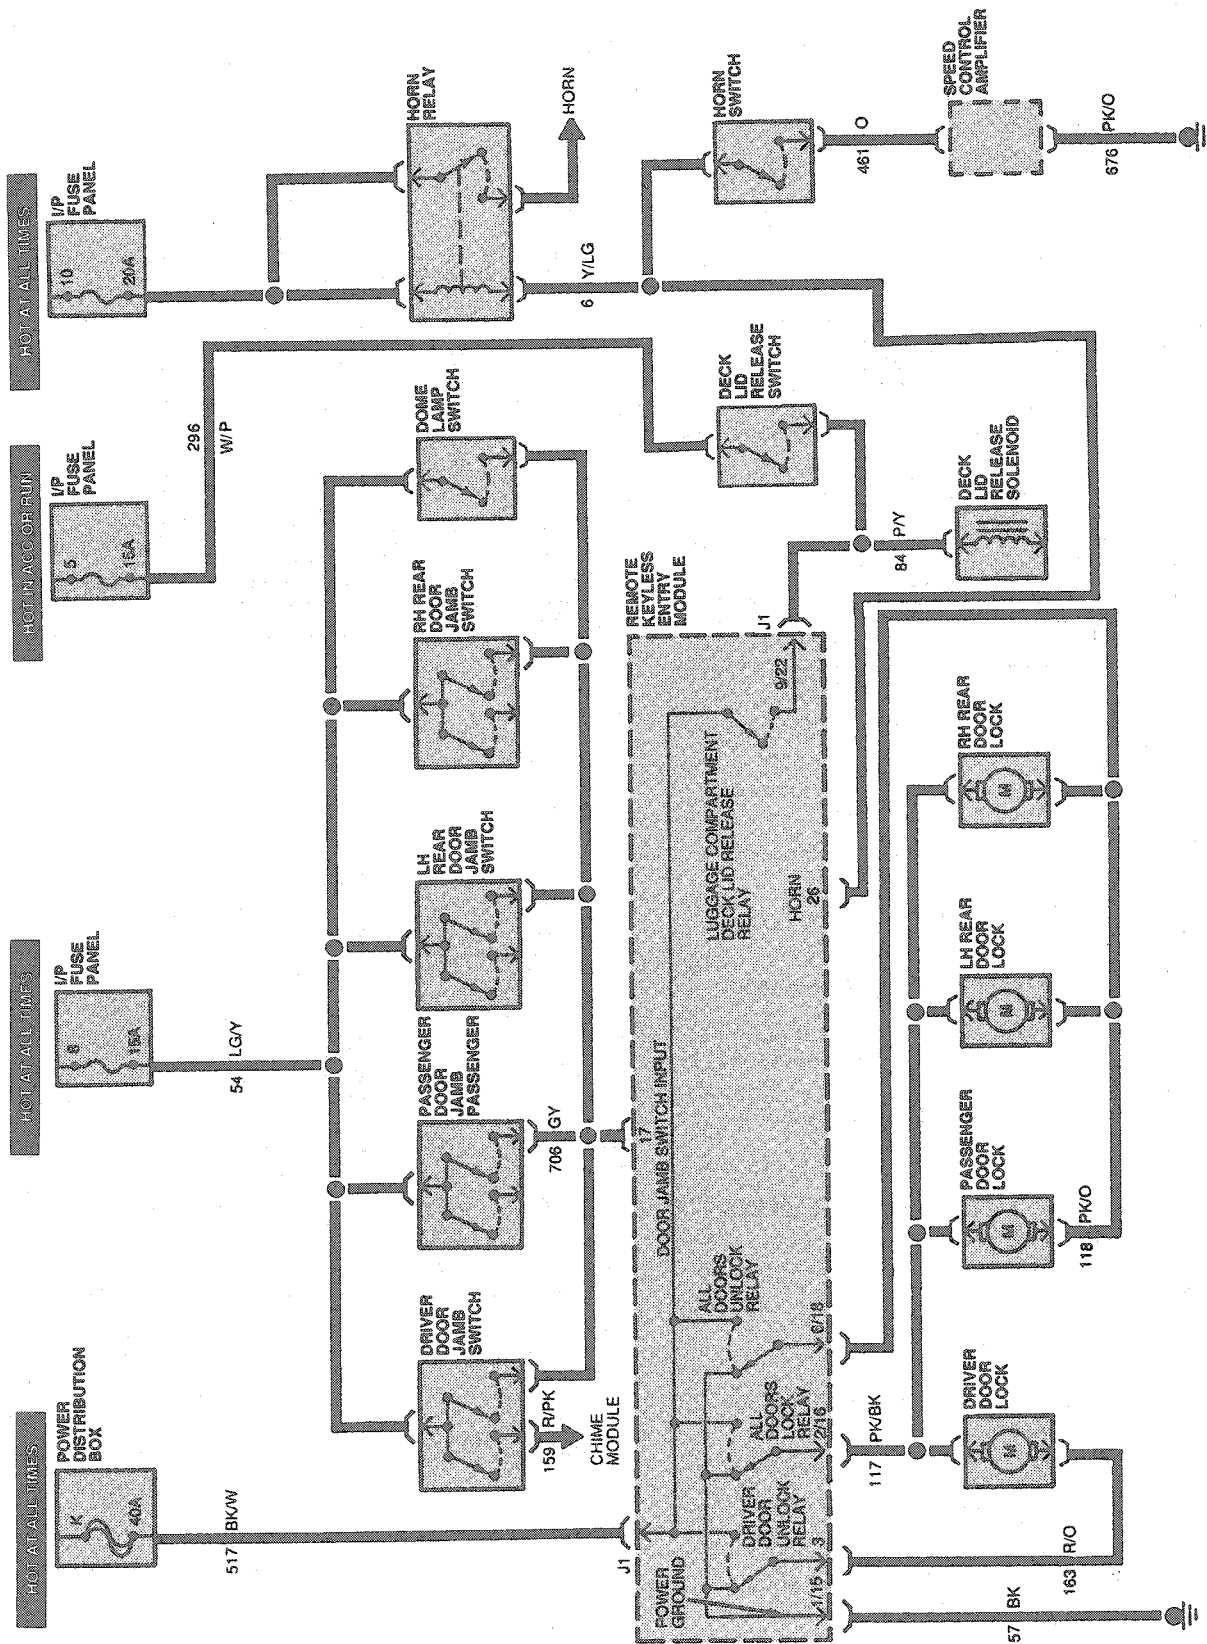 HOT AT ALL TIMES
POWER
DISTRIBUTION
BOX
K
40A
517 BK/W
HOT AT ALL TIMES
I/P
FUSE
PANEL
8
15A
54 LG/Y
HOT IN ACC OR RUN
I/P
FUSE
PANEL
5
15A
296
W/P
HOT AT ALL TIMES
I/P
FUSE
PANEL
10
20A
DRIVER
DOOR
JAMB
SWITCH
159 R/PK
CHIME
MODULE
PASSENGER
DOOR
JAMB
PASSENGER
706 GY
LH
REAR
DOOR
JAMB
SWITCH
RH REAR
DOOR
JAMB
SWITCH
DOME
LAMP
SWITCH
HORN
RELAY
HORN
6 Y/LG
J1
17
DOOR JAMB SWITCH INPUT
REMOTE
KEYLESS
ENTRY
MODULE
POWER
GROUND
DRIVER
DOOR
UNLOCK
RELAY
ALL
DOORS
LOCK
RELAY
ALL
DOORS
UNLOCK
RELAY
LUGGAGE COMPARTMENT
DECK LID RELEASE
RELAY
HORN
26
9/22
J1
1/15
3
2/16
DECK
LID
RELEASE
SWITCH
HORN
SWITCH
461 O
84 P/Y
57 BK
163 R/O
117 PK/BK
DRIVER
DOOR
LOCK
M
PASSENGER
DOOR
LOCK
M
118 PK/O
LH REAR
DOOR
LOCK
M
RH REAR
DOOR
LOCK
M
DECK
LID
RELEASE
SOLENOID
SPEED
CONTROL
AMPLIFIER
676 PK/O